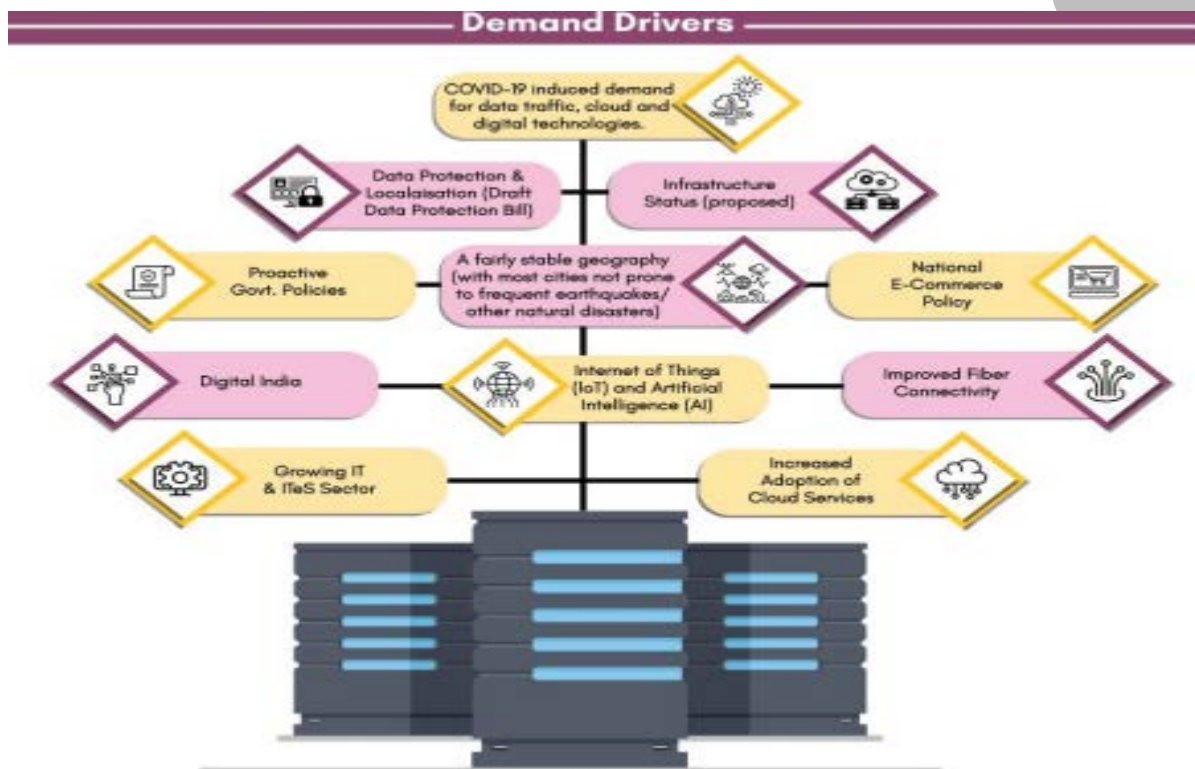 Demand Drivers
COVID-19 induced demand
for data traffic, cloud and
digital technologies.
Data Protection &
Localaisation (Draft
Data Protection Bill)
Infrastructure
Status (proposed)
Proactive
Govt. Policies
A fairly stable geography
(with most cities not prone
to frequent earthquakes/
other natural disasters)
National
E-Commerce
Policy
Digital India
Internet of Things
(IoT) and Artificial
Intelligence (AI)
Improved Fiber
Connectivity
Growing IT
& ITeS Sector
Increased
Adoption of
Cloud Services